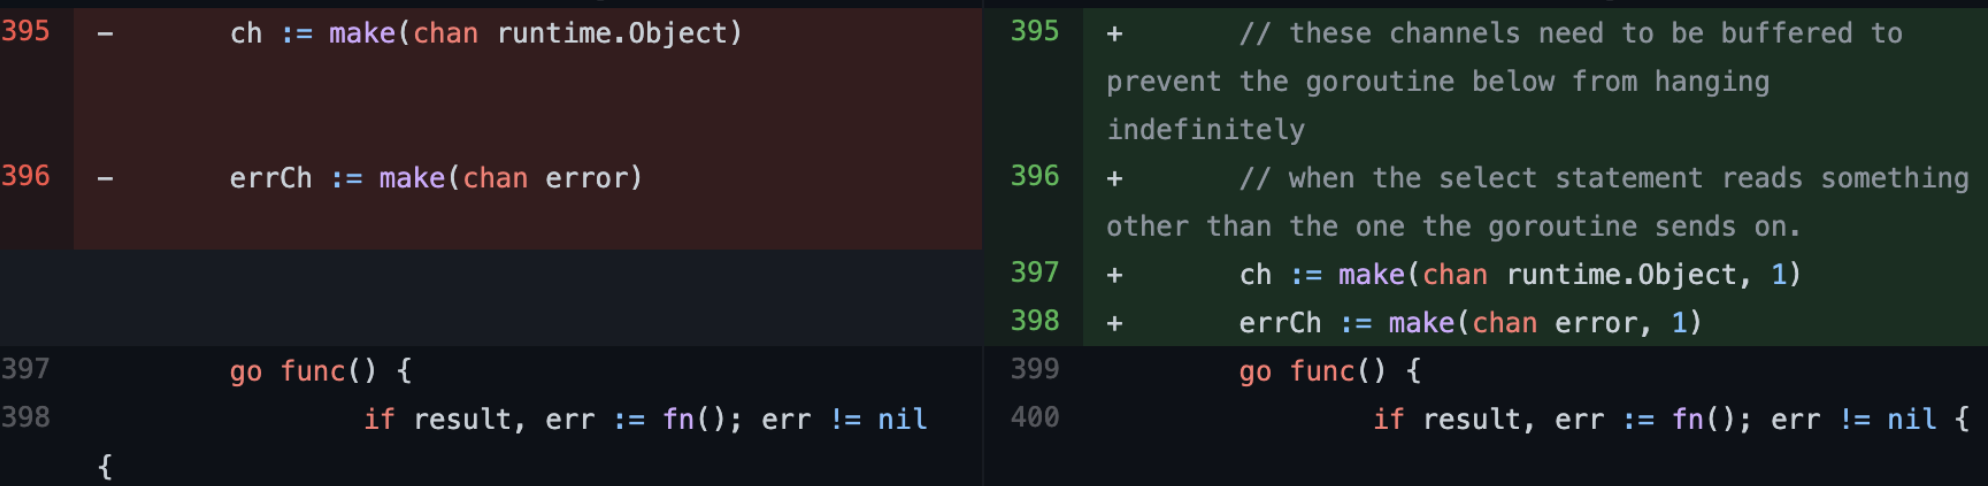 395 - ch := make(chan runtime.Object)
396 - errCh := make(chan error)
397 go func() {
398 if result, err := fn(); err != nil
{
395 + // these channels need to be buffered to
prevent the goroutine below from hanging
indefinitely
396 + // when the select statement reads something
other than the one the goroutine sends on.
397 + ch := make(chan runtime.Object, 1)
398 + errCh := make(chan error, 1)
399 go func() {
400 if result, err := fn(); err != nil {